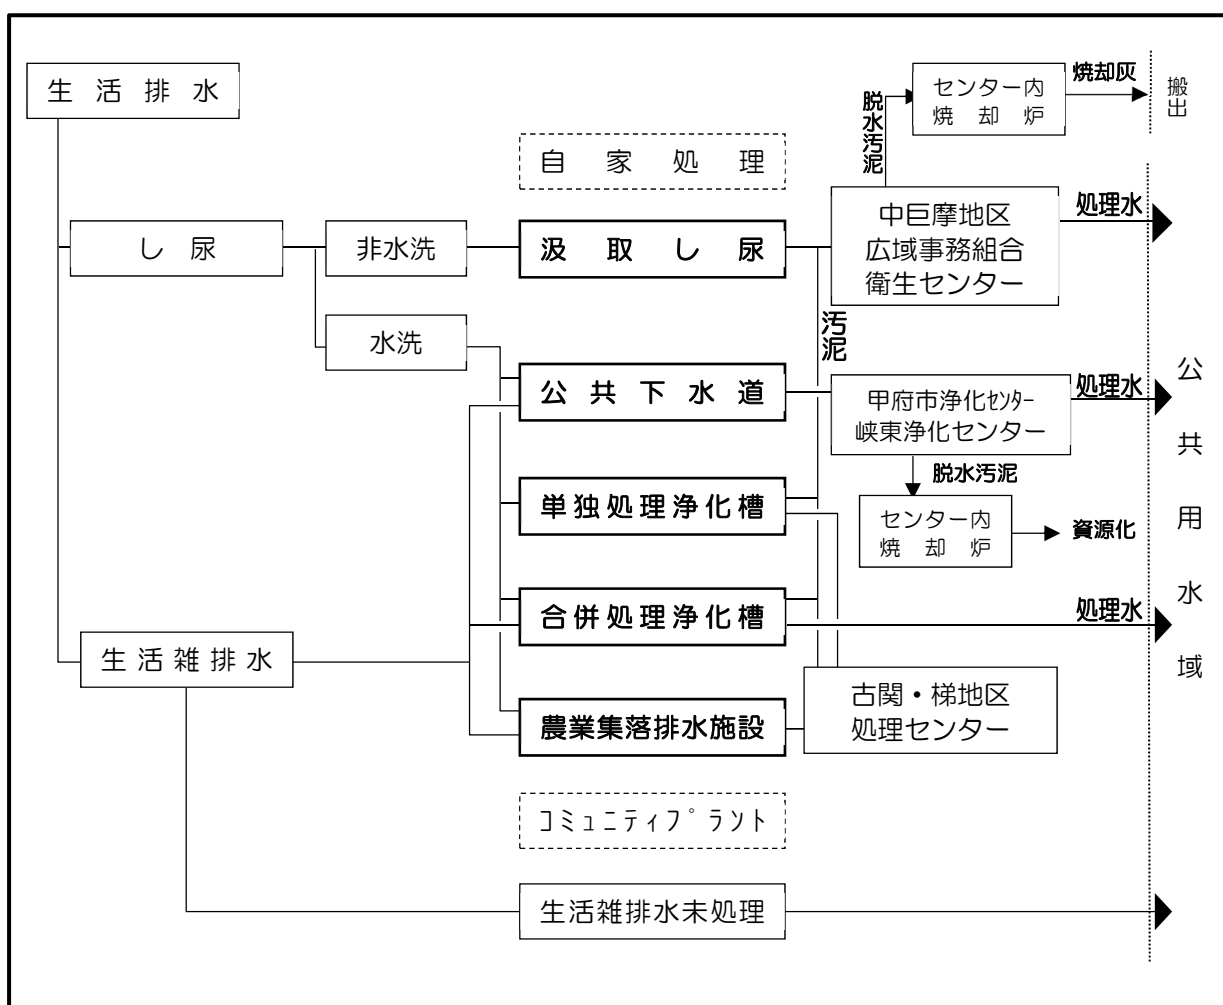 生活排水
センター内
焼却炉
焼却灰
搬出
脱水汚泥
自家処理
し尿
非水洗
汲取し尿
中巨摩地区
広域事務組合
衛生センター
処理水
水洗
汚泥
公共下水道
甲府市浄化ｾﾝﾀｰ
峡東浄化センター
処理水
脱水汚泥
単独処理浄化槽
センター内
焼却炉
資源化
合併処理浄化槽
処理水
公共用水域
生活雑排水
古関・梯地区
処理センター
農業集落排水施設
コミュニティプラント
生活雑排水未処理